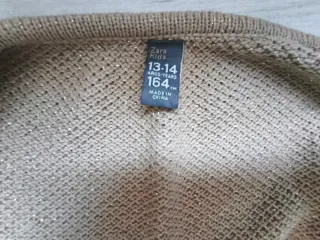 Zara
Kids
13-14
AÑOS-YEARS
164 cm
MADE IN
CHINA